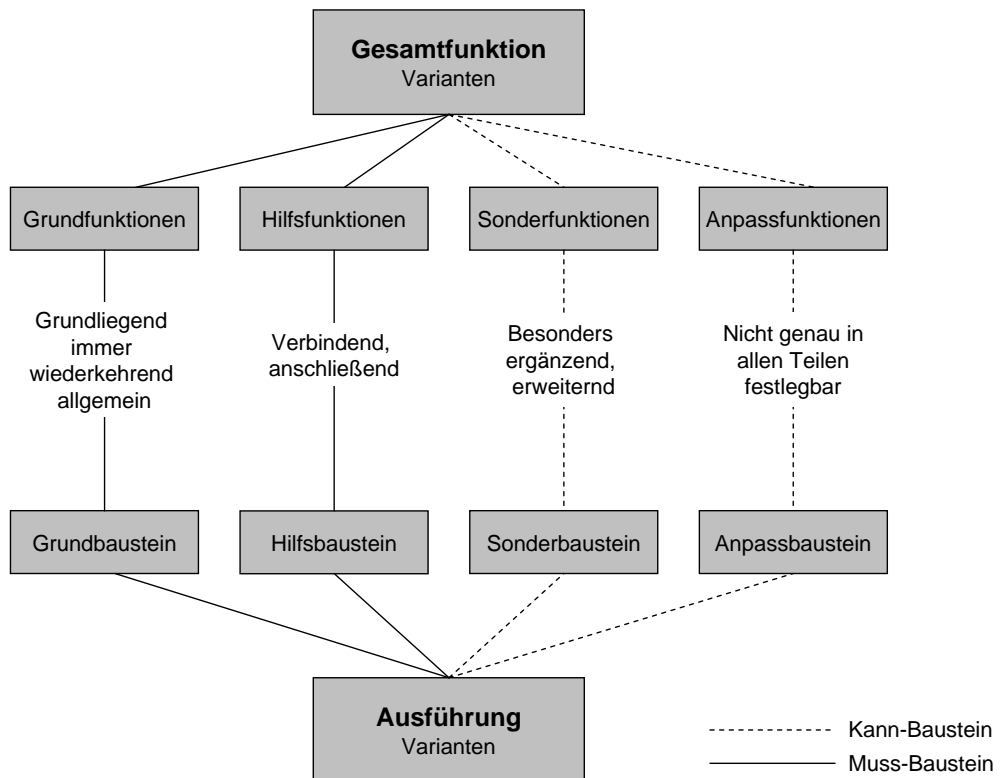 Gesamtfunktion
Varianten
Grundfunktionen
Hilfsfunktionen
Sonderfunktionen
Anpassfunktionen
Grundliegend
immer
wiederkehrend
allgemein
Verbindend,
anschließend
Besonders
ergänzend,
erweiternd
Nicht genau in
allen Teilen
festlegbar
Grundbaustein
Hilfsbaustein
Sonderbaustein
Anpassbaustein
Ausführung
Varianten
Kann-Baustein
Muss-Baustein